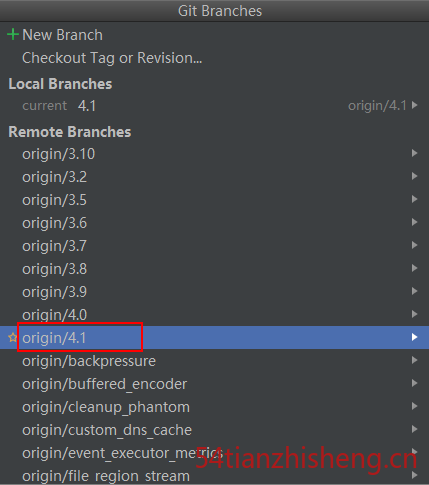 Git Branches
New Branch
Checkout Tag or Revision...
Local Branches
current 4.1 origin/4.1
Remote Branches
origin/3.10
origin/3.2
origin/3.5
origin/3.6
origin/3.7
origin/3.8
origin/3.9
origin/4.0
origin/4.1
origin/backpressure
origin/buffered_encoder
origin/cleanup_phantom
origin/custom_dns_cache
origin/event_executor_metrics
54tianzhisheng.cn
origin/file_region_stream